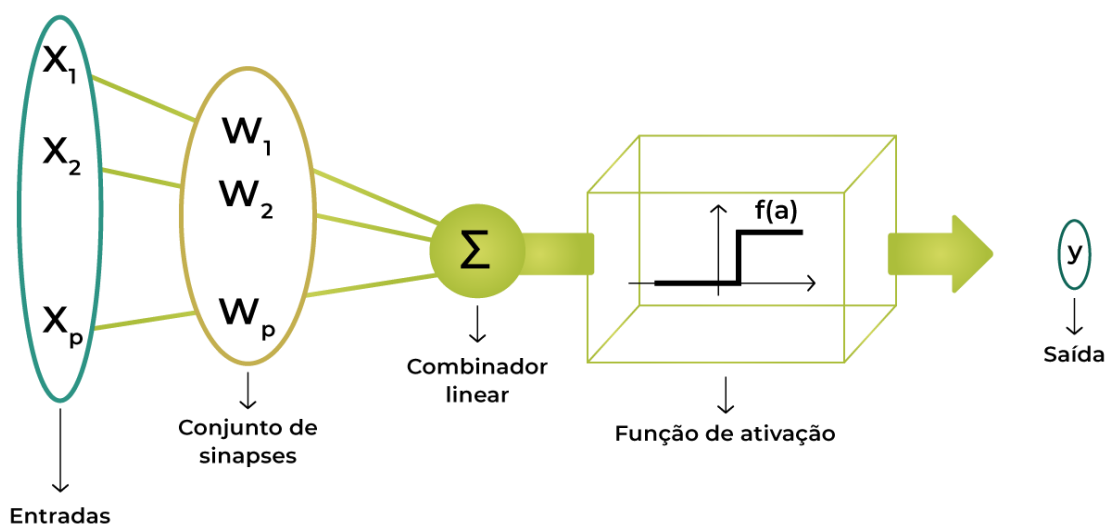 X1
X2
Xp
W1
W2
Wp
Σ
f(a)
y
Entradas
Conjunto de
sinapses
Combinador
linear
Função de ativação
Saída